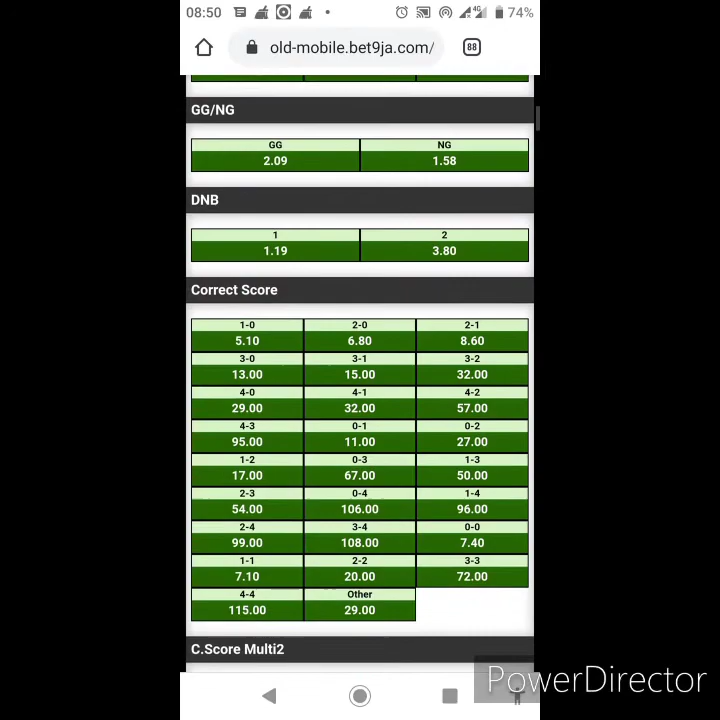 08:50 4G 74%
old-mobile.bet9ja.com/ 88
GG/NG
GG NG
2.09 1.58
DNB
1 2
1.19 3.80
Correct Score
1-0 2-0 2-1
5.10 6.80 8.60
3-0 3-1 3-2
13.00 15.00 32.00
4-0 4-1 4-2
29.00 32.00 57.00
4-3 0-1 0-2
95.00 11.00 27.00
1-2 0-3 1-3
17.00 67.00 50.00
2-3 0-4 1-4
54.00 106.00 96.00
2-4 3-4 0-0
99.00 108.00 7.40
1-1 2-2 3-3
7.10 20.00 72.00
4-4 Other
115.00 29.00
C.Score Multi2
PowerDirector